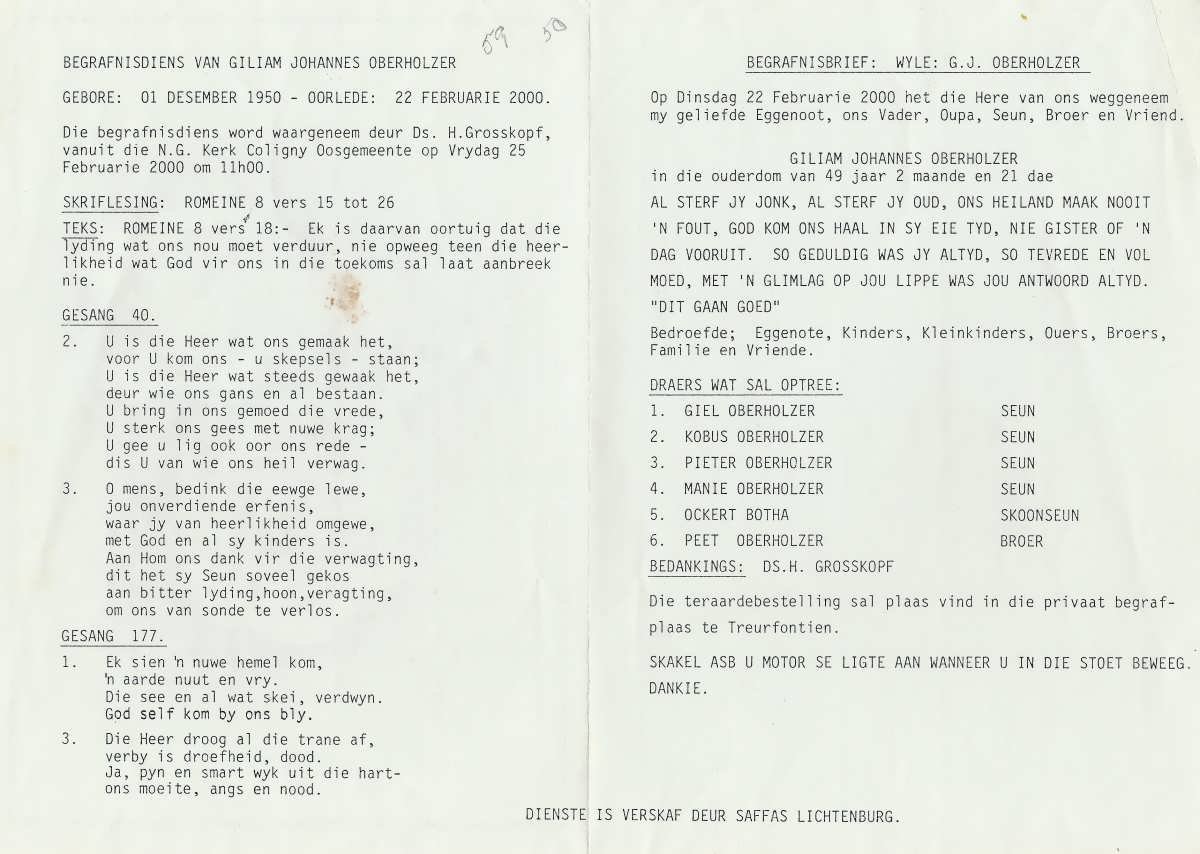 59 50
BEGRAFNISDIENS VAN GILIAM JOHANNES OBERHOLZER
GEBORE: 01 DESEMBER 1950 - OORLEDE: 22 FEBRUARIE 2000.
Die begrafnisdiens word waargeneem deur Ds. H.Grosskopf,
vanuit die N.G. Kerk Coligny Oosgemeente op Vrydag 25
Februarie 2000 om 11h00.
SKRIFLESING: ROMEINE 8 vers 15 tot 26
TEKS: ROMEINE 8 vers 18:- Ek is daarvan oortuig dat die
lyding wat ons nou moet verduur, nie opweeg teen die heer-
likheid wat God vir ons in die toekoms sal laat aanbreek
nie.
GESANG 40.
2. U is die Heer wat ons gemaak het,
voor U kom ons - u skepsels - staan;
U is die Heer wat steeds gewaak het,
deur wie ons gans en al bestaan.
U bring in ons gemoed die vrede,
U sterk ons gees met nuwe krag;
U gee u lig ook oor ons rede -
dis U van wie ons heil verwag.
3. O mens, bedink die eewge lewe,
jou onverdiende erfenis,
waar jy van heerlikheid omgewe,
met God en al sy kinders is.
Aan Hom ons dank vir die verwagting,
dit het sy Seun soveel gekos
aan bitter lyding,hoon,veragting,
om ons van sonde te verlos.
GESANG 177.
1. Ek sien 'n nuwe hemel kom,
'n aarde nuut en vry.
Die see en al wat skei, verdwyn.
God self kom by ons bly.
3. Die Heer droog al die trane af,
verby is droefheid, dood.
Ja, pyn en smart wyk uit die hart-
ons moeite, angs en nood.
BEGRAFNISBRIEF: WYLE: G.J. OBERHOLZER
Op Dinsdag 22 Februarie 2000 het die Here van ons weggeneem
my geliefde Eggenoot, ons Vader, Oupa, Seun, Broer en Vriend.
GILIAM JOHANNES OBERHOLZER
in die ouderdom van 49 jaar 2 maande en 21 dae
AL STERF JY JONK, AL STERF JY OUD, ONS HEILAND MAAK NOOIT
'N FOUT, GOD KOM ONS HAAL IN SY EIE TYD, NIE GISTER OF 'N
DAG VOORUIT. SO GEDULDIG WAS JY ALTYD, SO TEVREDE EN VOL
MOED, MET 'N GLIMLAG OP JOU LIPPE WAS JOU ANTWOORD ALTYD.
"DIT GAAN GOED"
Bedroefde; Eggenote, Kinders, Kleinkinders, Ouers, Broers,
Familie en Vriende.
DRAERS WAT SAL OPTREE:
1. GIEL OBERHOLZER SEUN
2. KOBUS OBERHOLZER SEUN
3. PIETER OBERHOLZER SEUN
4. MANIE OBERHOLZER SEUN
5. OCKERT BOTHA SKOONSEUN
6. PEET OBERHOLZER BROER
BEDANKINGS: DS.H. GROSSKOPF
Die teraardebestelling sal plaas vind in die privaat begraf-
plaas te Treurfontien.
SKAKEL ASB U MOTOR SE LIGTE AAN WANNEER U IN DIE STOET BEWEEG.
DANKIE.
DIENSTE IS VERSKAF DEUR SAFFAS LICHTENBURG.